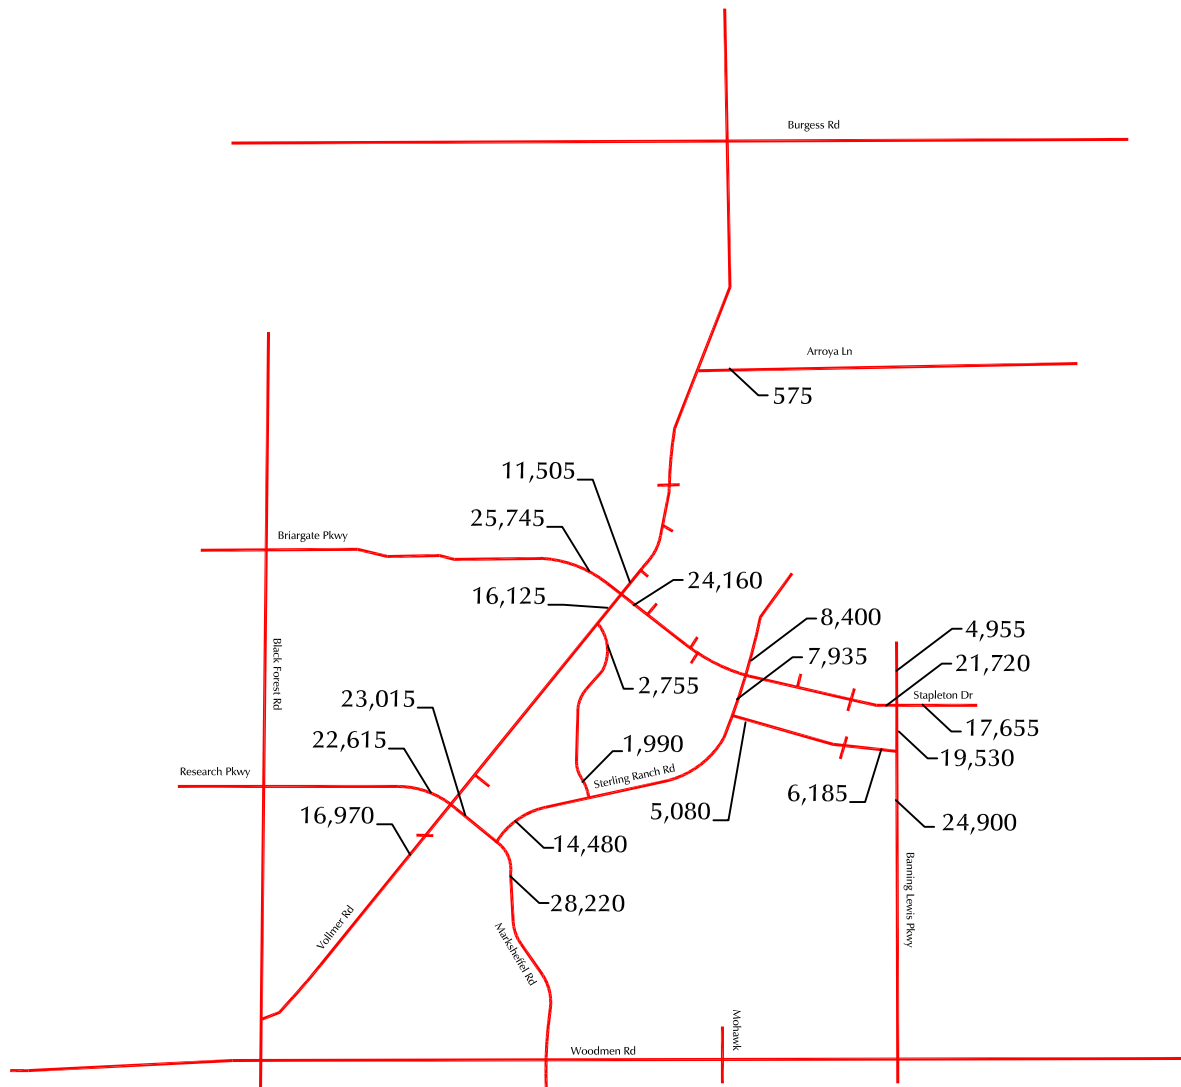 Burgess Rd
Arroya Ln
575
11,505
25,745
Briargate Pkwy
24,160
16,125
8,400
4,955
7,935
21,720
Black Forest Rd
2,755
Stapleton Dr
23,015
17,655
22,615
1,990
19,530
Research Pkwy
Sterling Ranch Rd
6,185
16,970
5,080
24,900
14,480
28,220
Banning Lewis Pkwy
Vollmer Rd
Marksheffel Rd
Mohawk
Woodmen Rd